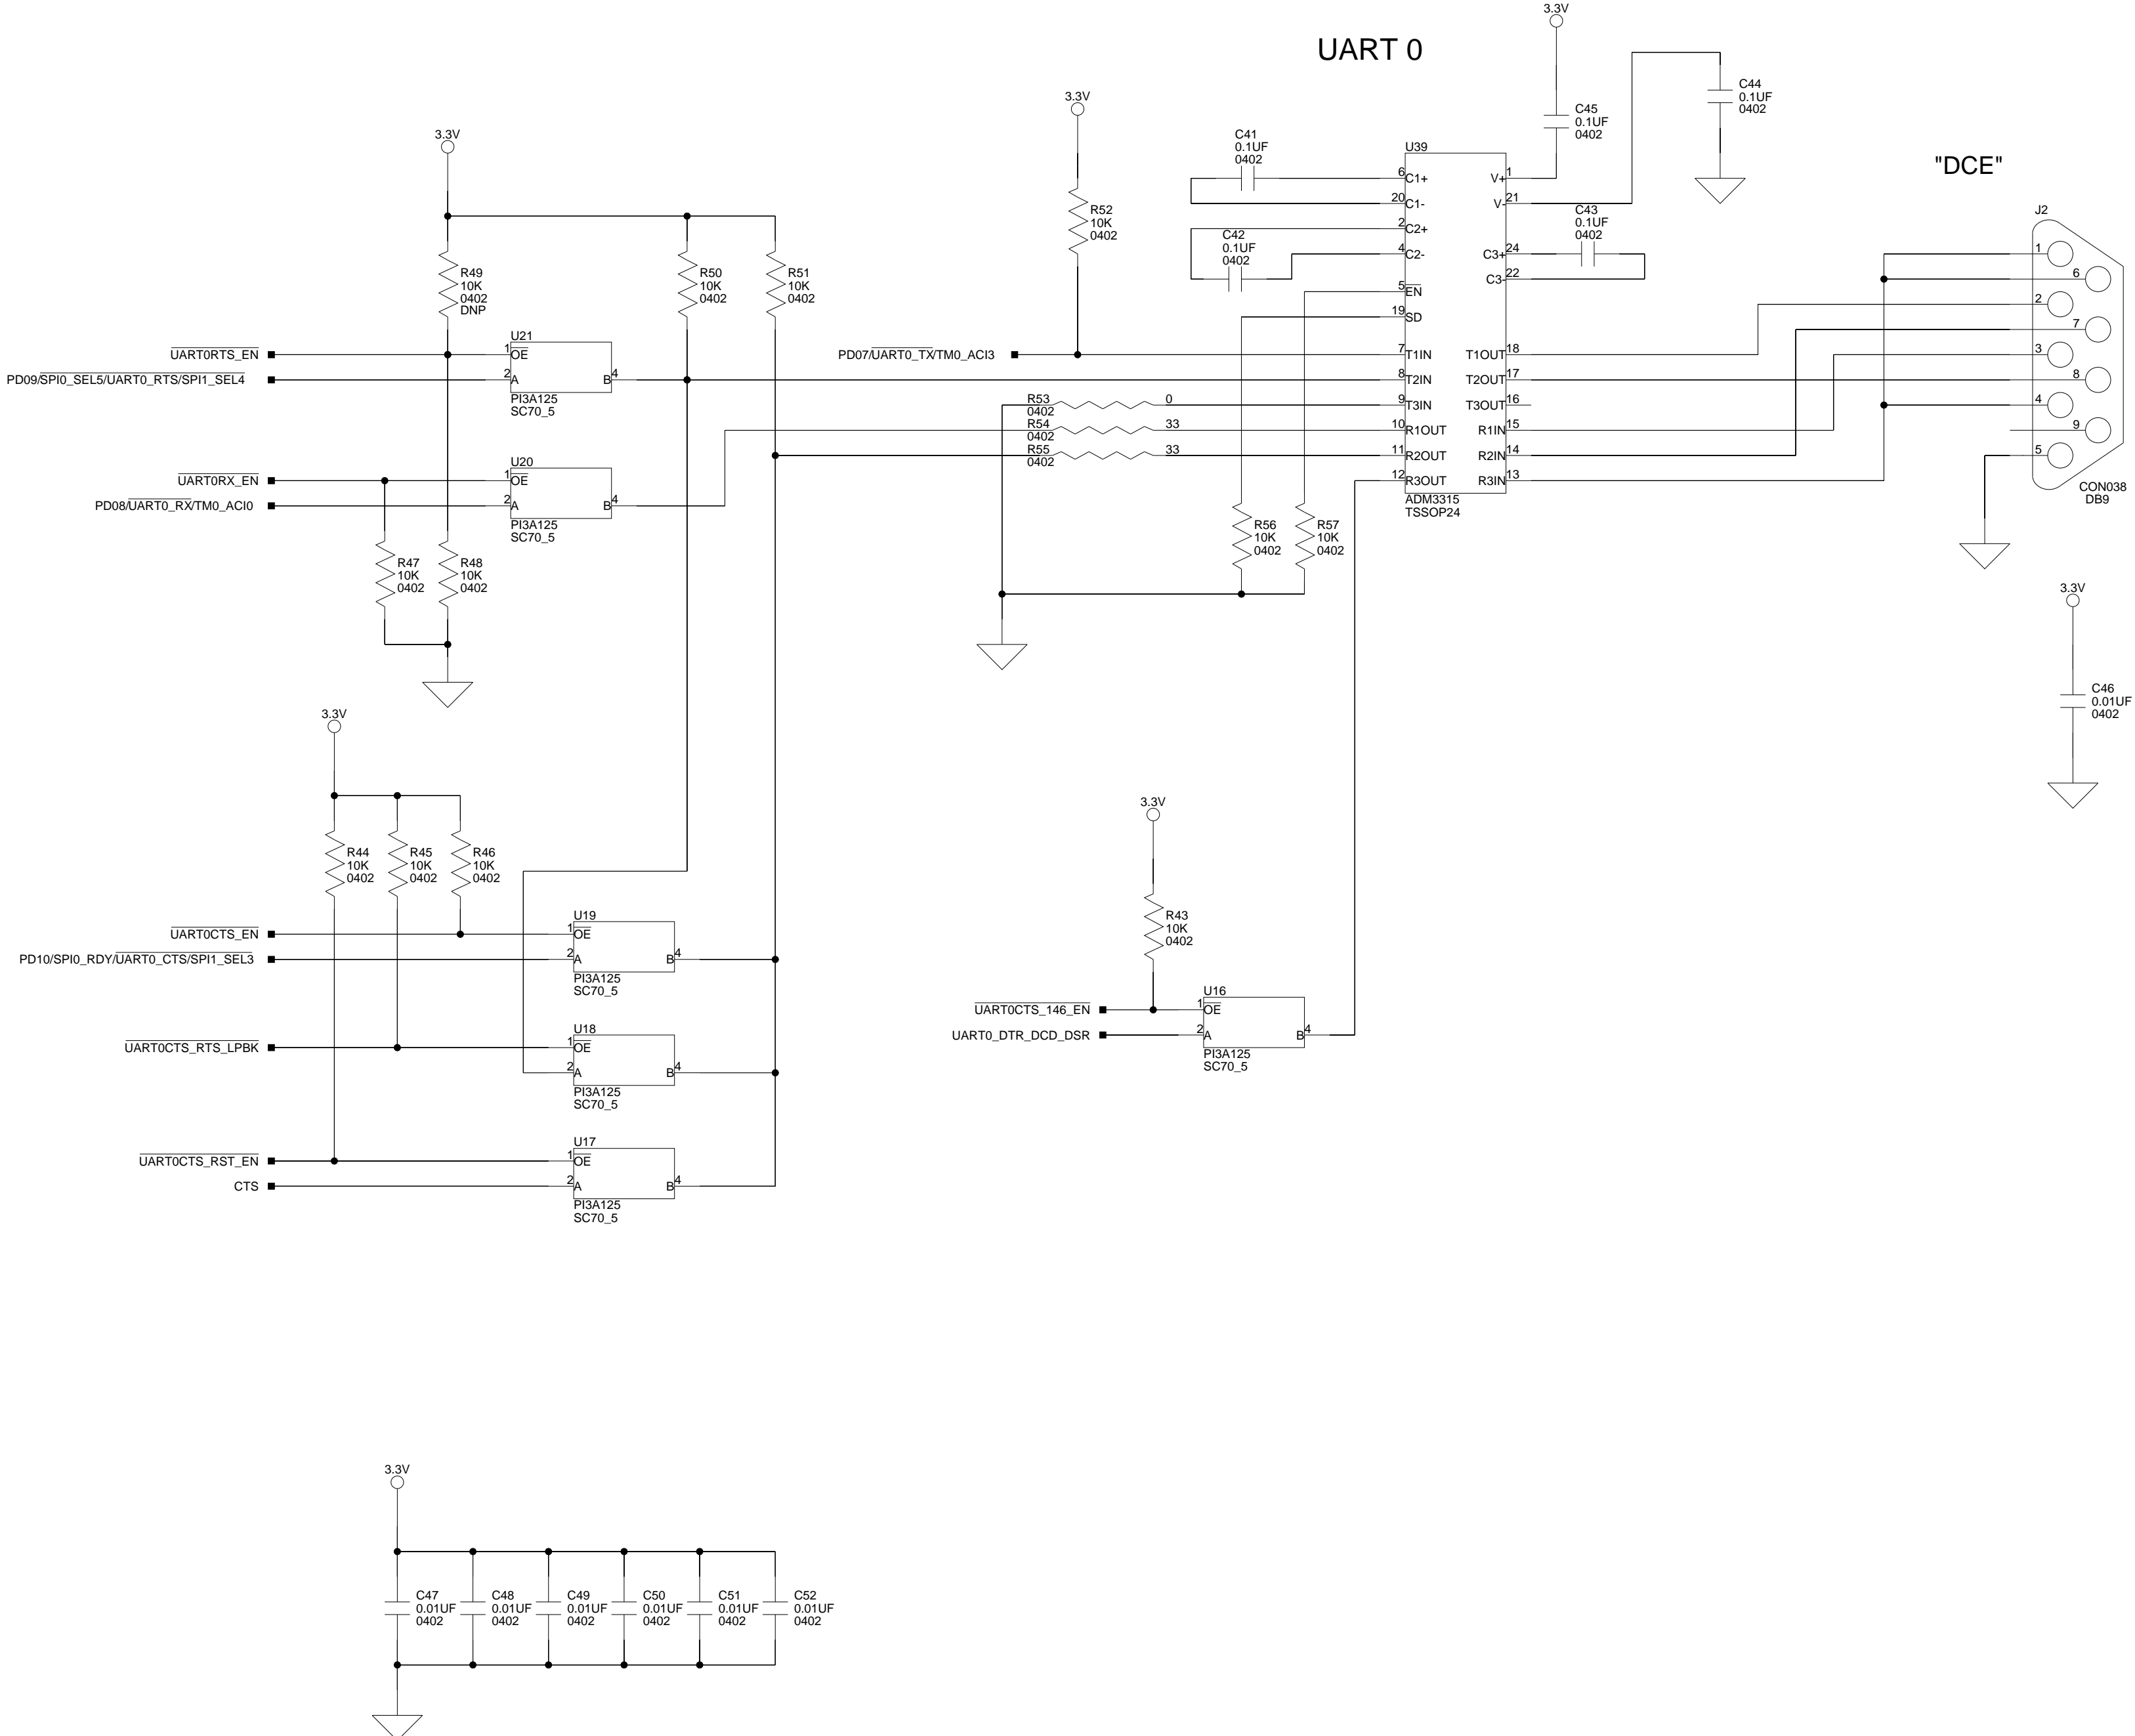 UART 0
"DCE"
3.3V
R49
10K
0402
DNP
R50
10K
0402
R51
10K
0402
UART0RTS_EN
PD09/SPI0_SEL5/UART0_RTS/SPI1_SEL4
U21
1 OE
2 A B 4
PI3A125
SC70_5
UART0RX_EN
PD08/UART0_RX/TM0_ACI0
U20
1 OE
2 A B 4
PI3A125
SC70_5
R47
10K
0402
R48
10K
0402
3.3V
R44
10K
0402
R45
10K
0402
R46
10K
0402
UART0CTS_EN
PD10/SPI0_RDY/UART0_CTS/SPI1_SEL3
U19
1 OE
2 A B 4
PI3A125
SC70_5
UART0CTS_RTS_LPBK
U18
1 OE
2 A B 4
PI3A125
SC70_5
UART0CTS_RST_EN
CTS
U17
1 OE
2 A B 4
PI3A125
SC70_5
3.3V
R52
10K
0402
PD07/UART0_TX/TM0_ACI3
C41
0.1UF
0402
C42
0.1UF
0402
R53 0
0402
R54 33
0402
R55 33
0402
R56
10K
0402
R57
10K
0402
U39
6 C1+ V+ 1
20 C1- V- 21
2 C2+
4 C2- C3+ 24
C3- 22
5 EN
19 SD
7 T1IN T1OUT 18
8 T2IN T2OUT 17
9 T3IN T3OUT 16
10 R1OUT R1IN 15
11 R2OUT R2IN 14
12 R3OUT R3IN 13
ADM3315
TSSOP24
3.3V
C45
0.1UF
0402
C44
0.1UF
0402
C43
0.1UF
0402
J2
1
6
2
7
3
8
4
9
5
CON038
DB9
3.3V
C46
0.01UF
0402
3.3V
R43
10K
0402
UART0CTS_146_EN
UART0_DTR_DCD_DSR
U16
1 OE
2 A B 4
PI3A125
SC70_5
3.3V
C47
0.01UF
0402
C48
0.01UF
0402
C49
0.01UF
0402
C50
0.01UF
0402
C51
0.01UF
0402
C52
0.01UF
0402